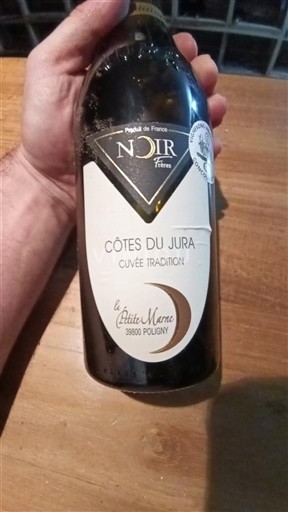 Produit de France
NOIR
Frères
CÔTES DU JURA
CUVÉE TRADITION
la
Petite Marne
39800 POLIGNY